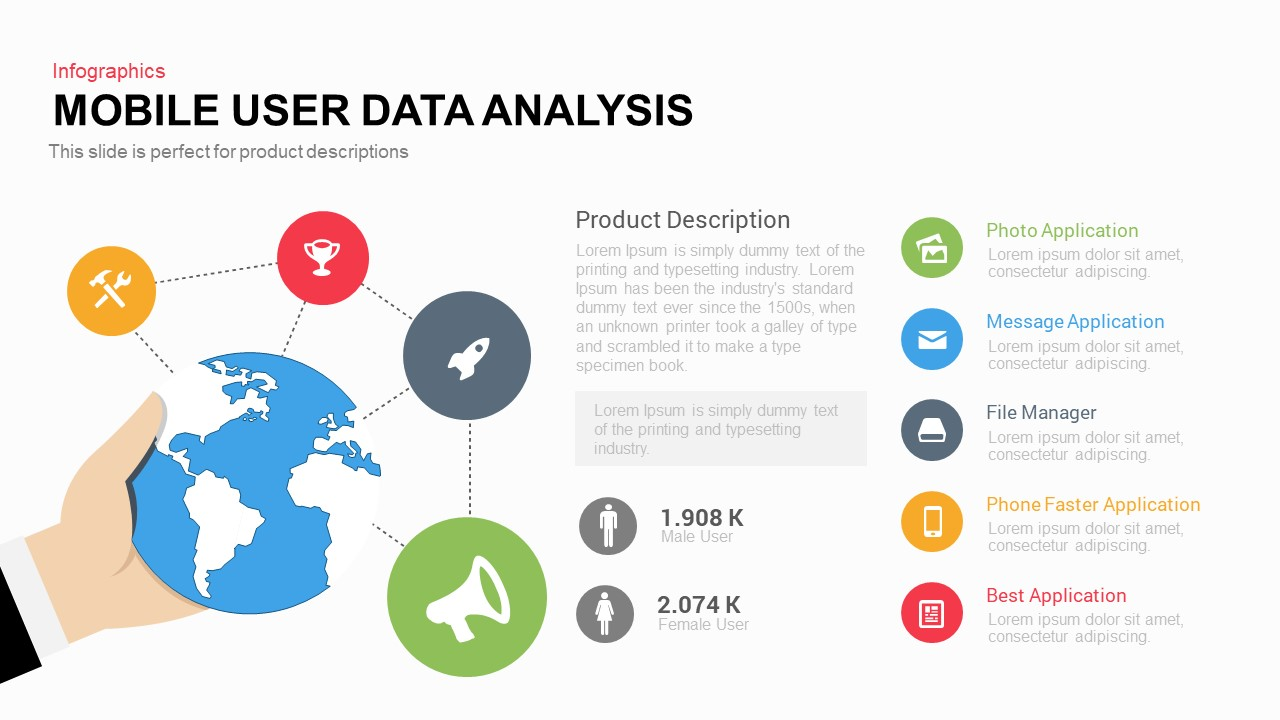 Infographics
MOBILE USER DATA ANALYSIS
This slide is perfect for product descriptions
Product Description
Lorem Ipsum is simply dummy text of the
printing and typesetting industry. Lorem
Ipsum has been the industry's standard
dummy text ever since the 1500s, when
an unknown printer took a galley of type
and scrambled it to make a type
specimen book.
Lorem Ipsum is simply dummy text
of the printing and typesetting
industry.
1.908 K
Male User
2.074 K
Female User
Photo Application
Lorem ipsum dolor sit amet,
consectetur adipiscing.
Message Application
Lorem ipsum dolor sit amet,
consectetur adipiscing.
File Manager
Lorem ipsum dolor sit amet,
consectetur adipiscing.
Phone Faster Application
Lorem ipsum dolor sit amet,
consectetur adipiscing.
Best Application
Lorem ipsum dolor sit amet,
consectetur adipiscing.